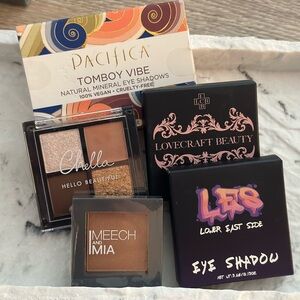 PACIFICA
TOMBOY VIBE
NATURAL MINERAL EYE SHADOWS
100% VEGAN • CRUELTY-FREE
LOVECRAFT BEAUTY
Chella
HELLO BEAUTIFUL
MEECH
AND
MIA
LES
LOWER EAST SIDE
EYE SHADOW